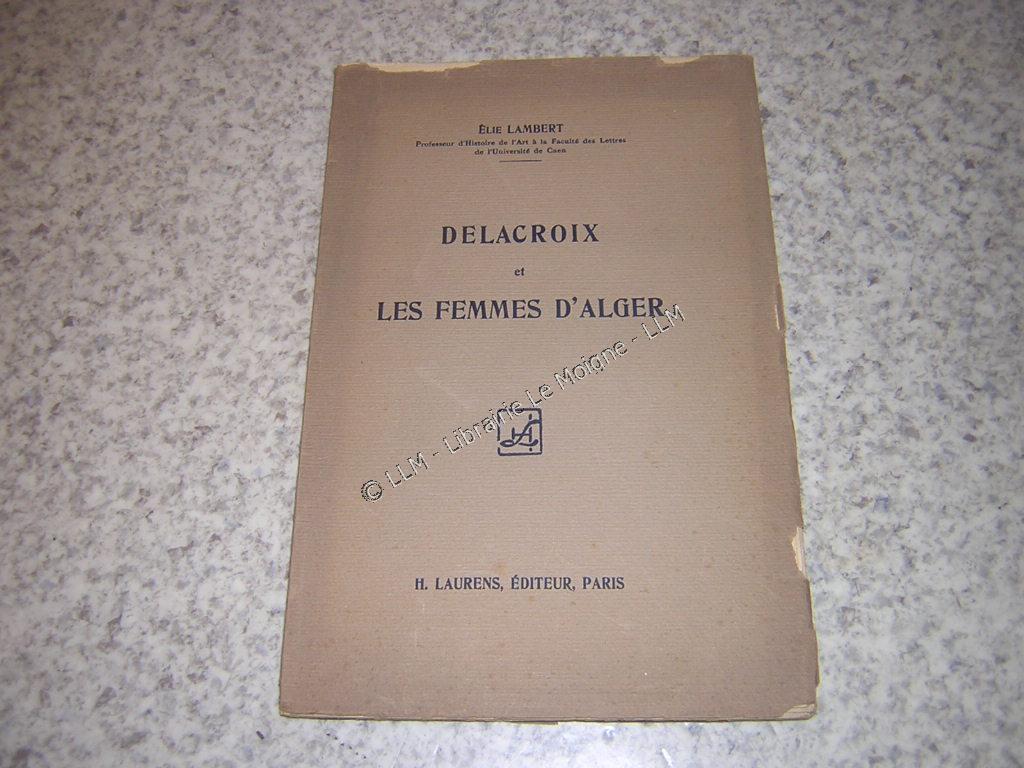 ÉLIE LAMBERT
Professeur d'Histoire de l'Art à la Faculté des Lettres
de l'Université de Caen
DELACROIX
et
LES FEMMES D'ALGER
© LLM - Librairie Le Moigne - LLM
H. LAURENS, ÉDITEUR, PARIS